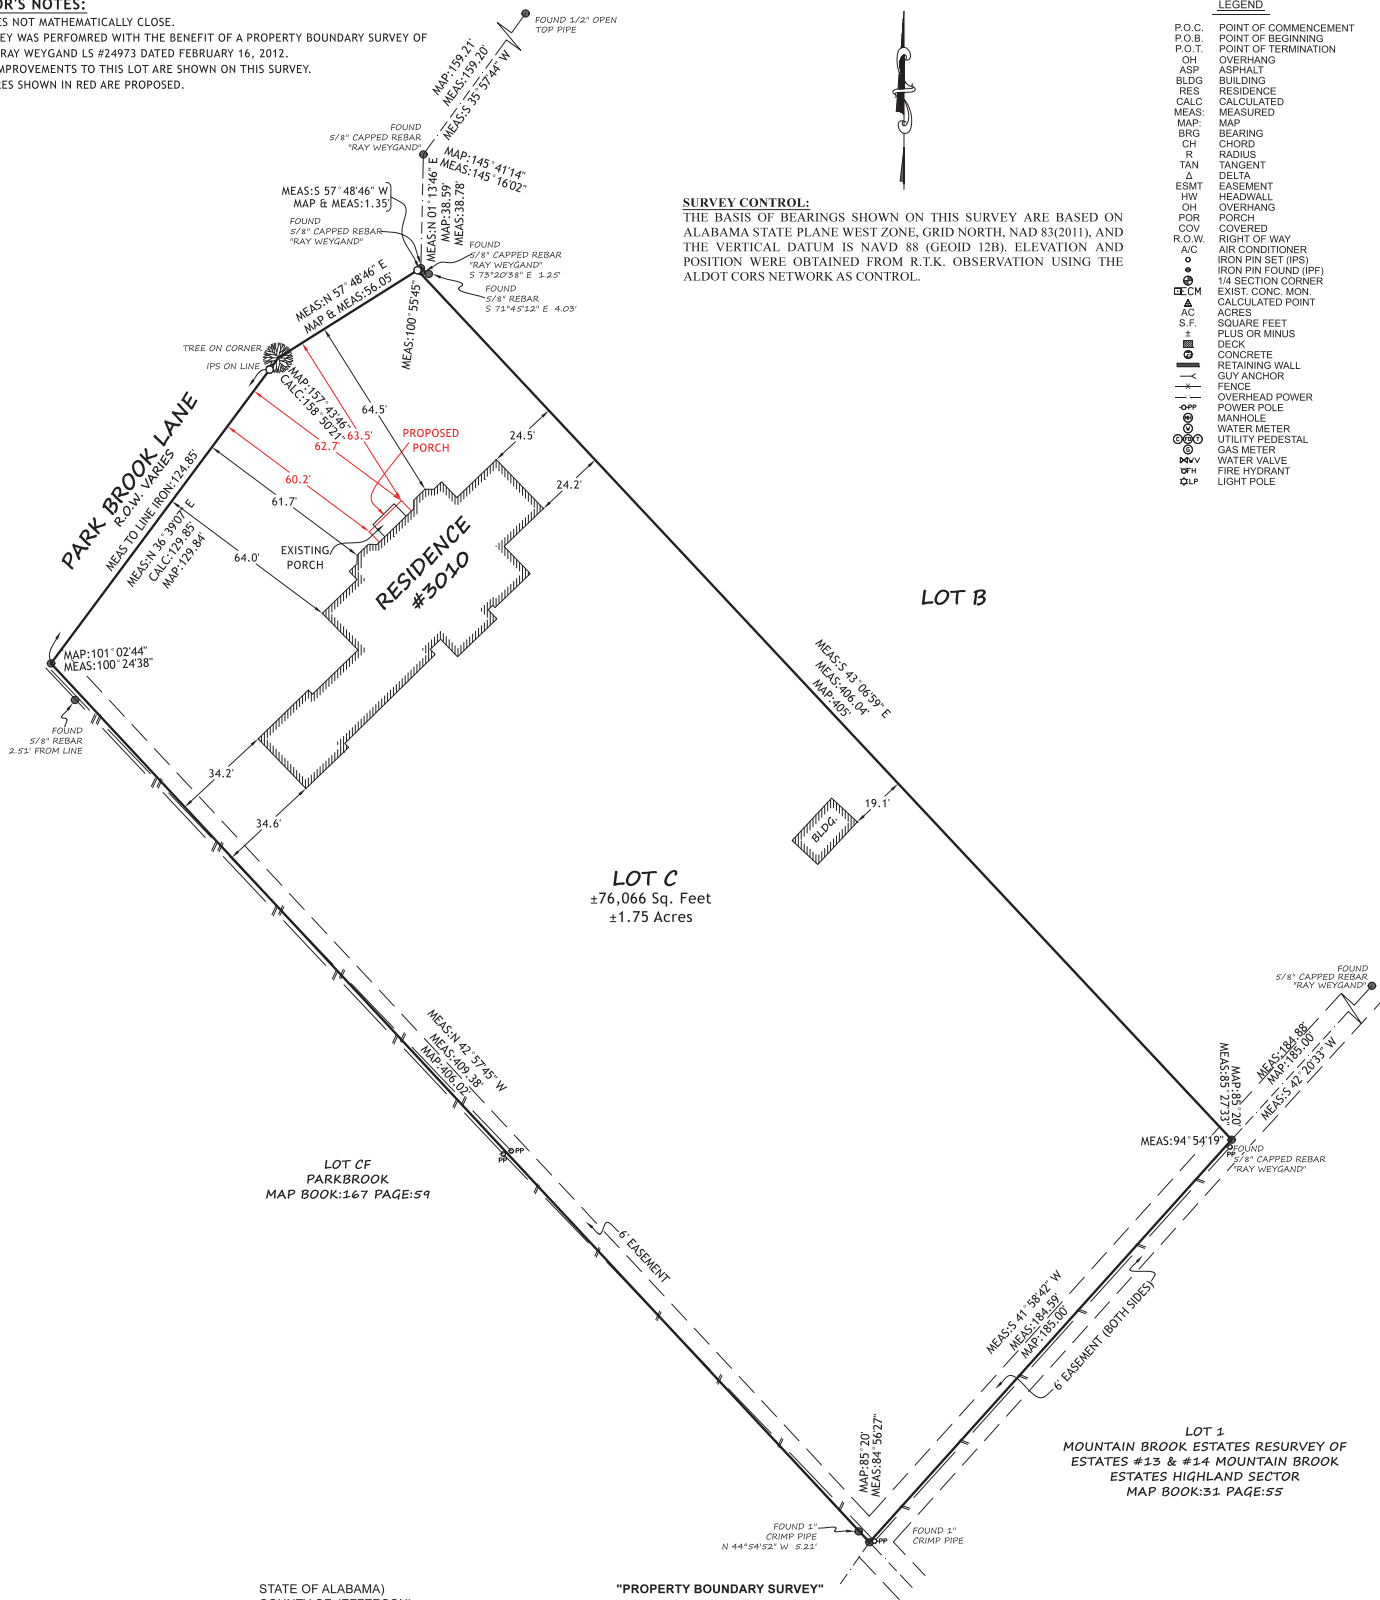 OR'S NOTES:
ES NOT MATHEMATICALLY CLOSE.
EY WAS PERFOMRED WITH THE BENEFIT OF A PROPERTY BOUNDARY SURVEY OF
RAY WEYGAND LS #24973 DATED FEBRUARY 16, 2012.
MPROVEMENTS TO THIS LOT ARE SHOWN ON THIS SURVEY.
RES SHOWN IN RED ARE PROPOSED.
FOUND 1/2" OPEN
TOP PIPE
MAP:159.21'
MEAS:159.20'
MEAS:S 35°57'44" W
FOUND
5/8" CAPPED REBAR
"RAY WEYGAND"
MAP:145°41'14"
MEAS:145°16'02"
MEAS:N 01°13'46" E
MAP:38.59'
MEAS:38.78'
MEAS:S 57°48'46" W
MAP & MEAS:1.35'
FOUND
5/8" CAPPED REBAR
"RAY WEYGAND"
FOUND
5/8" CAPPED REBAR
"RAY WEYGAND"
S 73°20'38" E 1.25'
FOUND
5/8" REBAR
S 71°45'12" E 4.03'
MEAS:N 57°48'46" E
MAP & MEAS:56.05'
MEAS:100°55'45"
TREE ON CORNER
IPS ON LINE
MAP:157°43'46"
CALC:158°50'21"
64.5'
63.5'
62.7'
60.2'
61.7'
64.0'
PROPOSED
PORCH
EXISTING
PORCH
24.5'
24.2'
RESIDENCE
#3010
PARK BROOK LANE
R.O.W. VARIES
MEAS TO LINE IRON:124.85'
MEAS:N 36°39'07" E
CALC:129.85'
MAP:129.84'
MAP:101°02'44"
MEAS:100°24'38"
FOUND
5/8" REBAR
2.51' FROM LINE
34.2'
34.6'
SURVEY CONTROL:
THE BASIS OF BEARINGS SHOWN ON THIS SURVEY ARE BASED ON
ALABAMA STATE PLANE WEST ZONE, GRID NORTH, NAD 83(2011), AND
THE VERTICAL DATUM IS NAVD 88 (GEOID 12B). ELEVATION AND
POSITION WERE OBTAINED FROM R.T.K. OBSERVATION USING THE
ALDOT CORS NETWORK AS CONTROL.
LEGEND
P.O.C. POINT OF COMMENCEMENT
P.O.B. POINT OF BEGINNING
P.O.T. POINT OF TERMINATION
OH OVERHANG
ASP ASPHALT
BLDG BUILDING
RES RESIDENCE
CALC CALCULATED
MEAS: MEASURED
MAP: MAP
BRG BEARING
CH CHORD
R RADIUS
TAN TANGENT
Δ DELTA
ESMT EASEMENT
HW HEADWALL
OH OVERHANG
POR PORCH
COV COVERED
R.O.W. RIGHT OF WAY
A/C AIR CONDITIONER
IRON PIN SET (IPS)
IRON PIN FOUND (IPF)
1/4 SECTION CORNER
ECM EXIST. CONC. MON.
CALCULATED POINT
AC ACRES
S.F. SQUARE FEET
± PLUS OR MINUS
DECK
CONCRETE
RETAINING WALL
GUY ANCHOR
FENCE
OVERHEAD POWER
PP POWER POLE
MANHOLE
WATER METER
UTILITY PEDESTAL
G GAS METER
WV WATER VALVE
FH FIRE HYDRANT
LP LIGHT POLE
LOT B
MEAS:S 43°06'59" E
MEAS:406.04'
MAP:405'
BLDG.
19.1'
LOT C
±76,066 Sq. Feet
±1.75 Acres
MEAS:N 42°57'45" W
MEAS:409.38'
MAP:406.02'
PP
PP
LOT CF
PARKBROOK
MAP BOOK:167 PAGE:59
6' EASEMENT
FOUND
5/8" CAPPED REBAR
"RAY WEYGAND"
MEAS:184.88'
MAP:185.00'
MEAS:S 42°20'33" W
MAP:85°20'
MEAS:85°27'33"
MEAS:94°54'19"
PP
FOUND
5/8" CAPPED REBAR
"RAY WEYGAND"
MEAS:S 41°58'42" W
MEAS:184.59'
MAP:185.00'
6' EASEMENT (BOTH SIDES)
MAP:85°20'
MEAS:84°56'27"
LOT 1
MOUNTAIN BROOK ESTATES RESURVEY OF
ESTATES #13 & #14 MOUNTAIN BROOK
ESTATES HIGHLAND SECTOR
MAP BOOK:31 PAGE:55
FOUND 1"
CRIMP PIPE
N 44°54'52" W 5.21'
PP
FOUND 1"
CRIMP PIPE
STATE OF ALABAMA)
"PROPERTY BOUNDARY SURVEY"